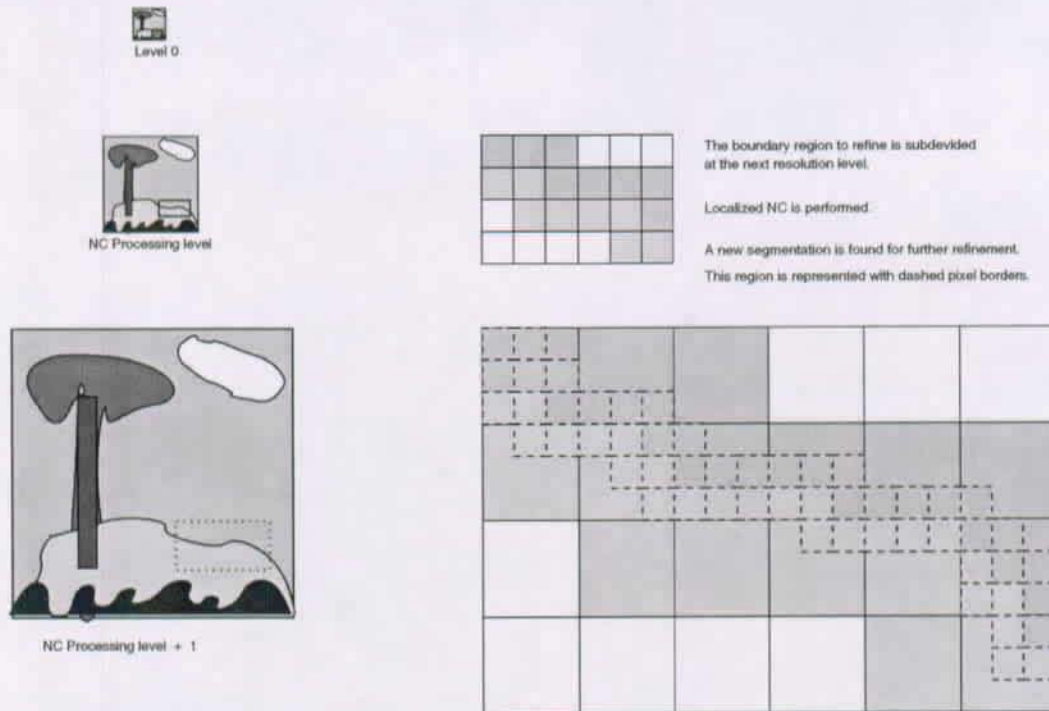 Level 0
NC Processing level
The boundary region to refine is subdevided
at the next resolution level.
Localized NC is performed.
A new segmentation is found for further refinement.
This region is represented with dashed pixel borders.
NC Processing level + 1